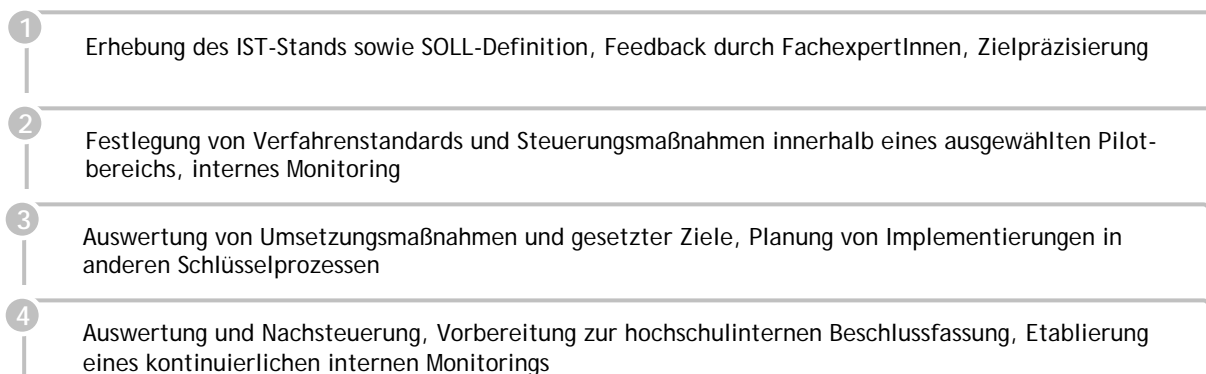 1
Erhebung des IST-Stands sowie SOLL-Definition, Feedback durch FachexpertInnen, Zielpräzisierung
2
Festlegung von Verfahrenstandards und Steuerungsmaßnahmen innerhalb eines ausgewählten Pilot-
bereichs, internes Monitoring
3
Auswertung von Umsetzungsmaßnahmen und gesetzter Ziele, Planung von Implementierungen in
anderen Schlüsselprozessen
4
Auswertung und Nachsteuerung, Vorbereitung zur hochschulinternen Beschlussfassung, Etablierung
eines kontinuierlichen internen Monitorings